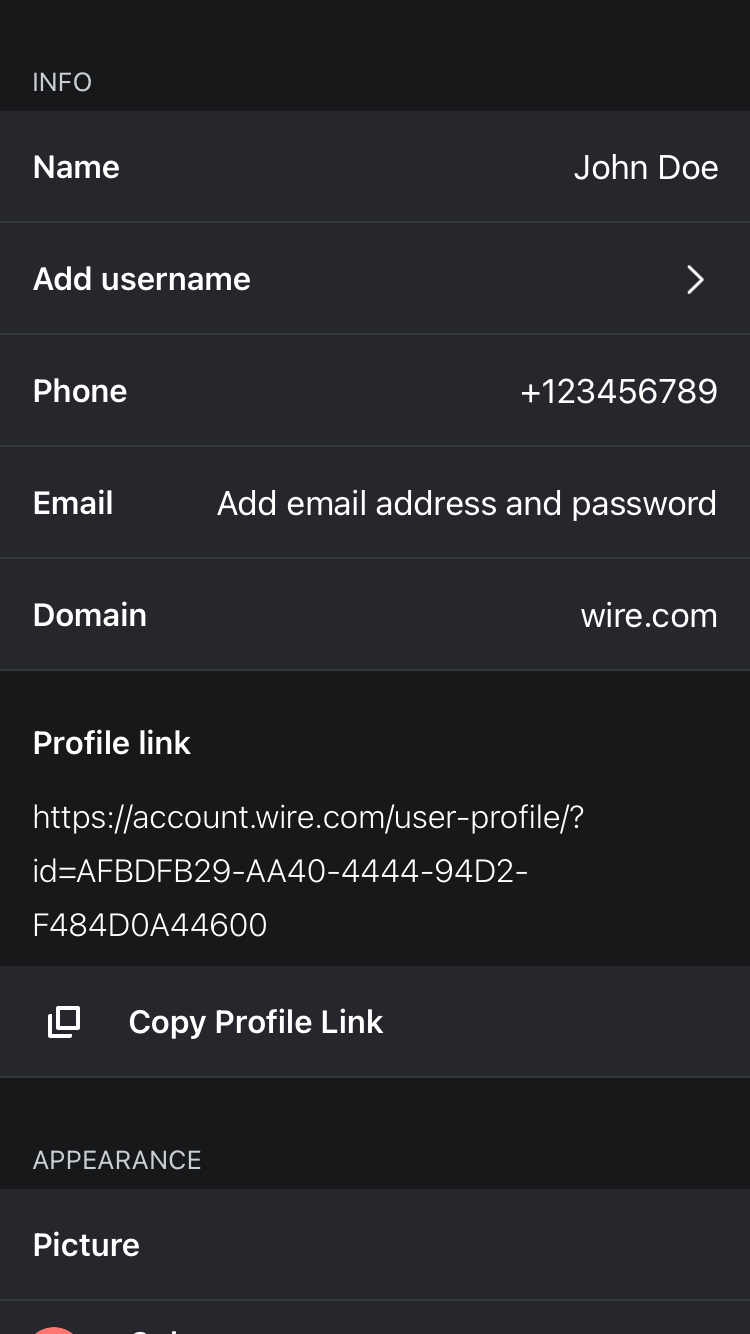 INFO
Name John Doe
Add username
Phone +123456789
Email Add email address and password
Domain wire.com
Profile link
https://account.wire.com/user-profile/?
id=AFBDFB29-AA40-4444-94D2-
F484D0A44600
Copy Profile Link
APPEARANCE
Picture